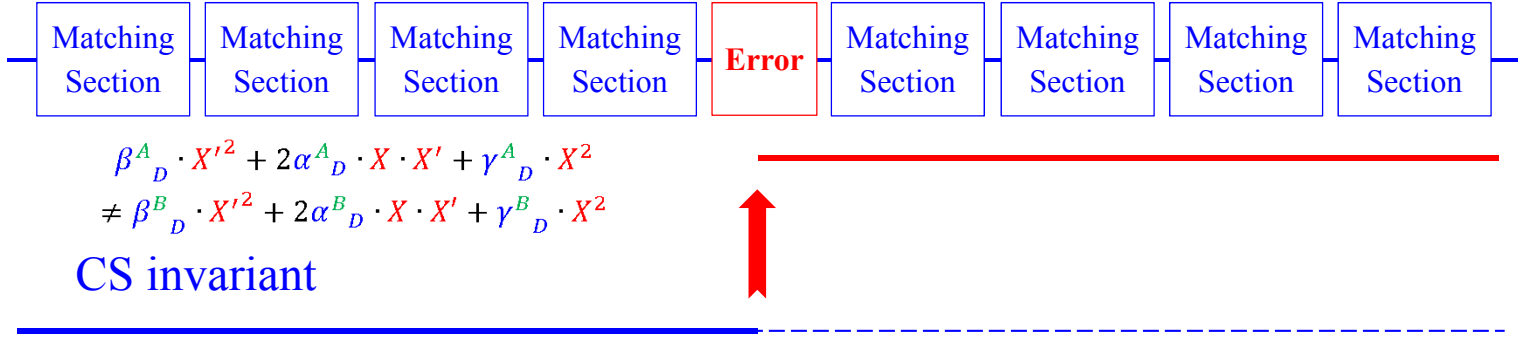 Matching Section
Matching Section
Matching Section
Matching Section
Error
Matching Section
Matching Section
Matching Section
Matching Section
β^A_D · X'^2 + 2α^A_D · X · X' + γ^A_D · X^2
≠ β^B_D · X'^2 + 2α^B_D · X · X' + γ^B_D · X^2
CS invariant